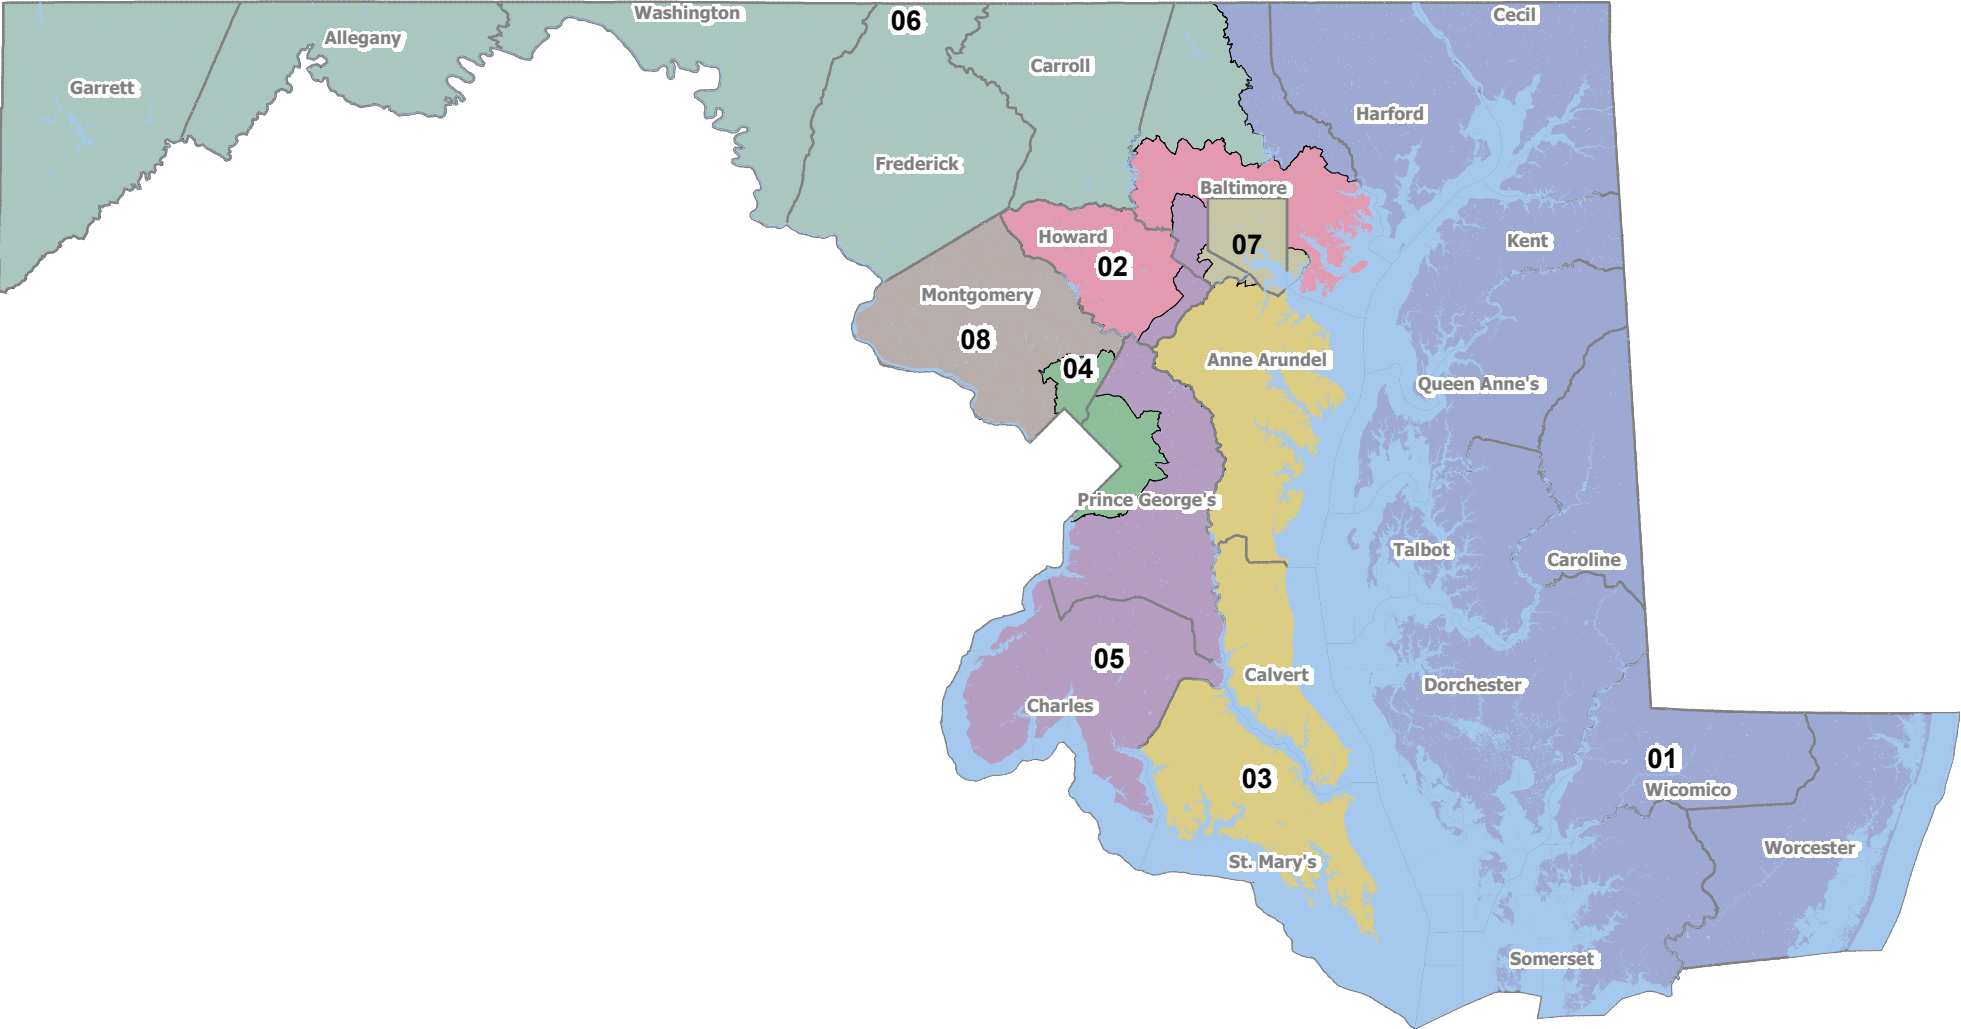 Washington
06
Cecil
Allegany
Carroll
Garrett
Harford
Frederick
Baltimore
Howard
07
Kent
02
Montgomery
08
04
Anne Arundel
Queen Anne's
Prince George's
Talbot
Caroline
05
Calvert
Dorchester
Charles
01
03
Wicomico
Worcester
St. Mary's
Somerset